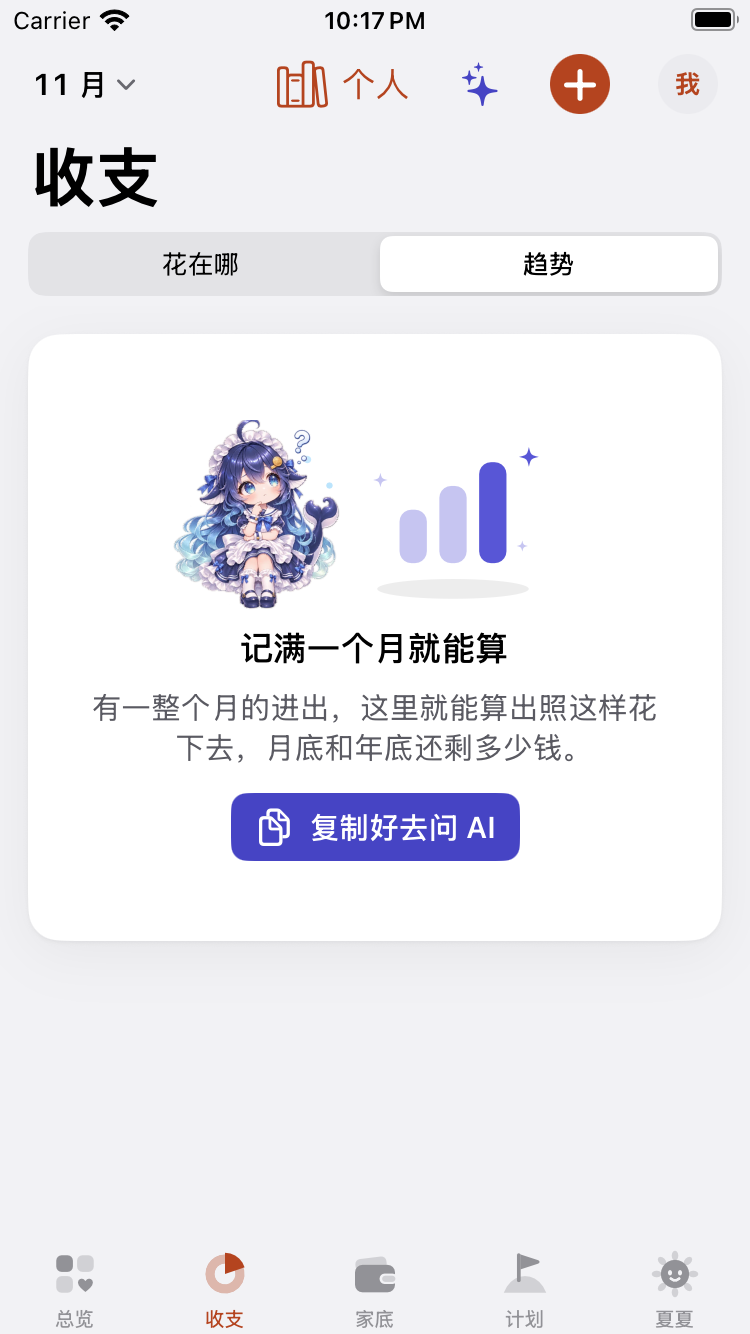 Carrier 10:17 PM
11 月 个人 我
收支
花在哪 趋势
记满一个月就能算
有一整个月的进出，这里就能算出照这样花
下去，月底和年底还剩多少钱。
复制好去问 AI
总览 收支 家底 计划 夏夏